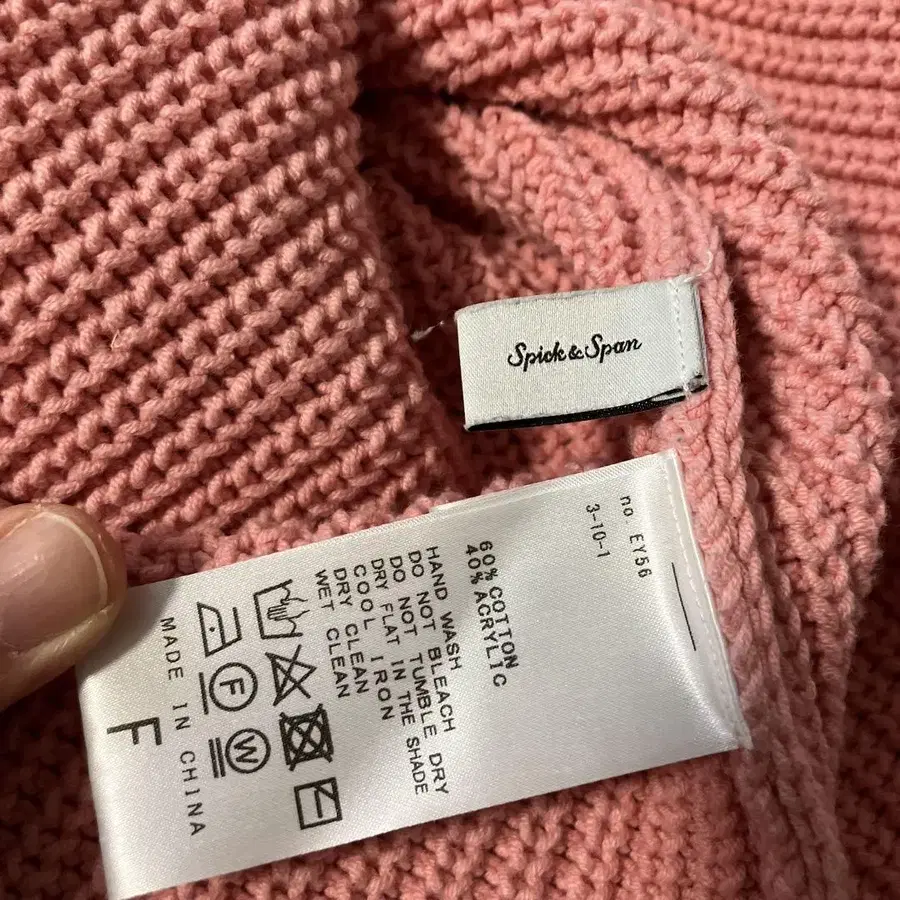 Spick & Span
no. EY56
3-10-1
60% COTTON
40% ACRYLIC
HAND WASH
DO NOT BLEACH
DO NOT TUMBLE DRY
DRY FLAT IN THE SHADE
COOL IRON
DRY CLEAN
WET CLEAN
F
W
MADE IN CHINA
F